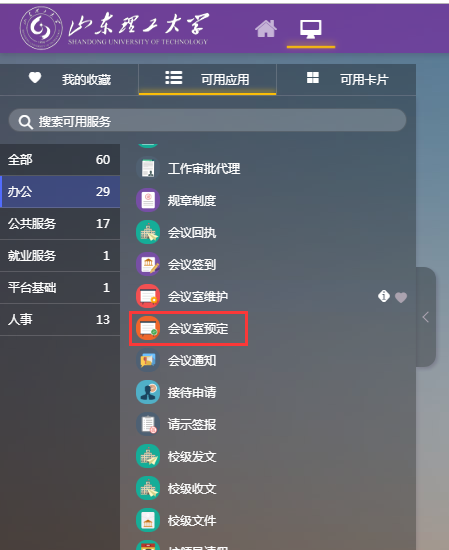 山东理工大学
SHANDONG UNIVERSITY OF TECHNOLOGY
我的收藏
可用应用
可用卡片
搜索可用服务
全部 60
办公 29
公共服务 17
就业服务 1
平台基础 1
人事 13
工作审批代理
规章制度
会议回执
会议签到
会议室维护
会议室预定
会议通知
接待申请
请示签报
校级发文
校级收文
校级文件